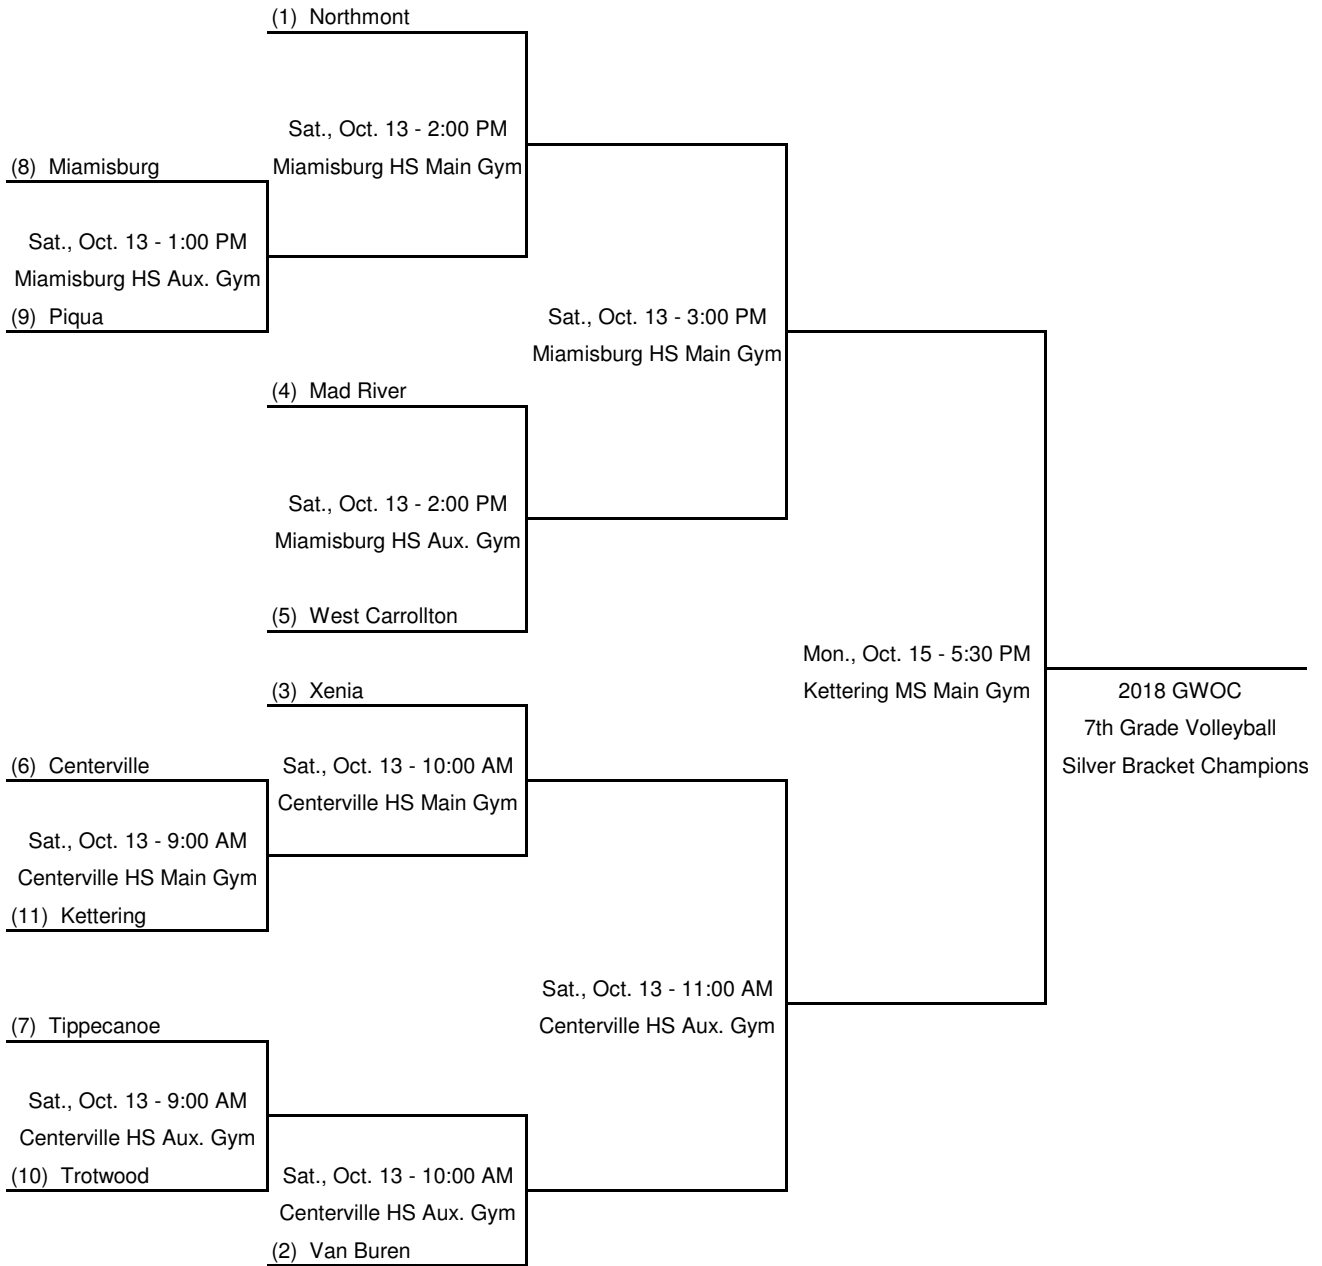 (1) Northmont
Sat., Oct. 13 - 2:00 PM
Miamisburg HS Main Gym
(8) Miamisburg
Sat., Oct. 13 - 1:00 PM
Miamisburg HS Aux. Gym
(9) Piqua
Sat., Oct. 13 - 3:00 PM
Miamisburg HS Main Gym
(4) Mad River
Sat., Oct. 13 - 2:00 PM
Miamisburg HS Aux. Gym
(5) West Carrollton
Mon., Oct. 15 - 5:30 PM
Kettering MS Main Gym
2018 GWOC
7th Grade Volleyball
Silver Bracket Champions
(3) Xenia
(6) Centerville
Sat., Oct. 13 - 10:00 AM
Centerville HS Main Gym
Sat., Oct. 13 - 9:00 AM
Centerville HS Main Gym
(11) Kettering
Sat., Oct. 13 - 11:00 AM
Centerville HS Aux. Gym
(7) Tippecanoe
Sat., Oct. 13 - 9:00 AM
Centerville HS Aux. Gym
(10) Trotwood
Sat., Oct. 13 - 10:00 AM
Centerville HS Aux. Gym
(2) Van Buren